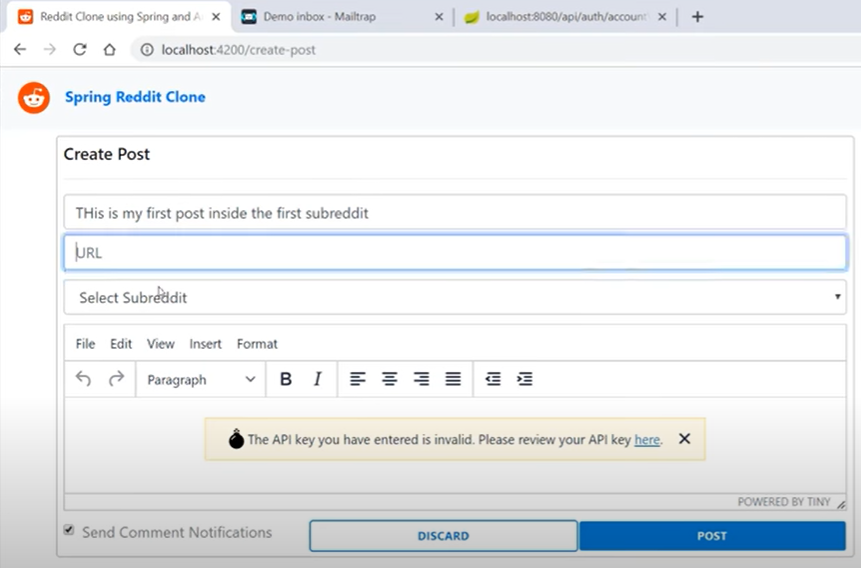 Reddit Clone using Spring and A
Demo inbox - Mailtrap
localhost:8080/api/auth/account
localhost:4200/create-post
Spring Reddit Clone
Create Post
THis is my first post inside the first subreddit
URL
Select Subreddit
File Edit View Insert Format
Paragraph B I
The API key you have entered is invalid. Please review your API key here.
POWERED BY TINY
Send Comment Notifications
DISCARD
POST